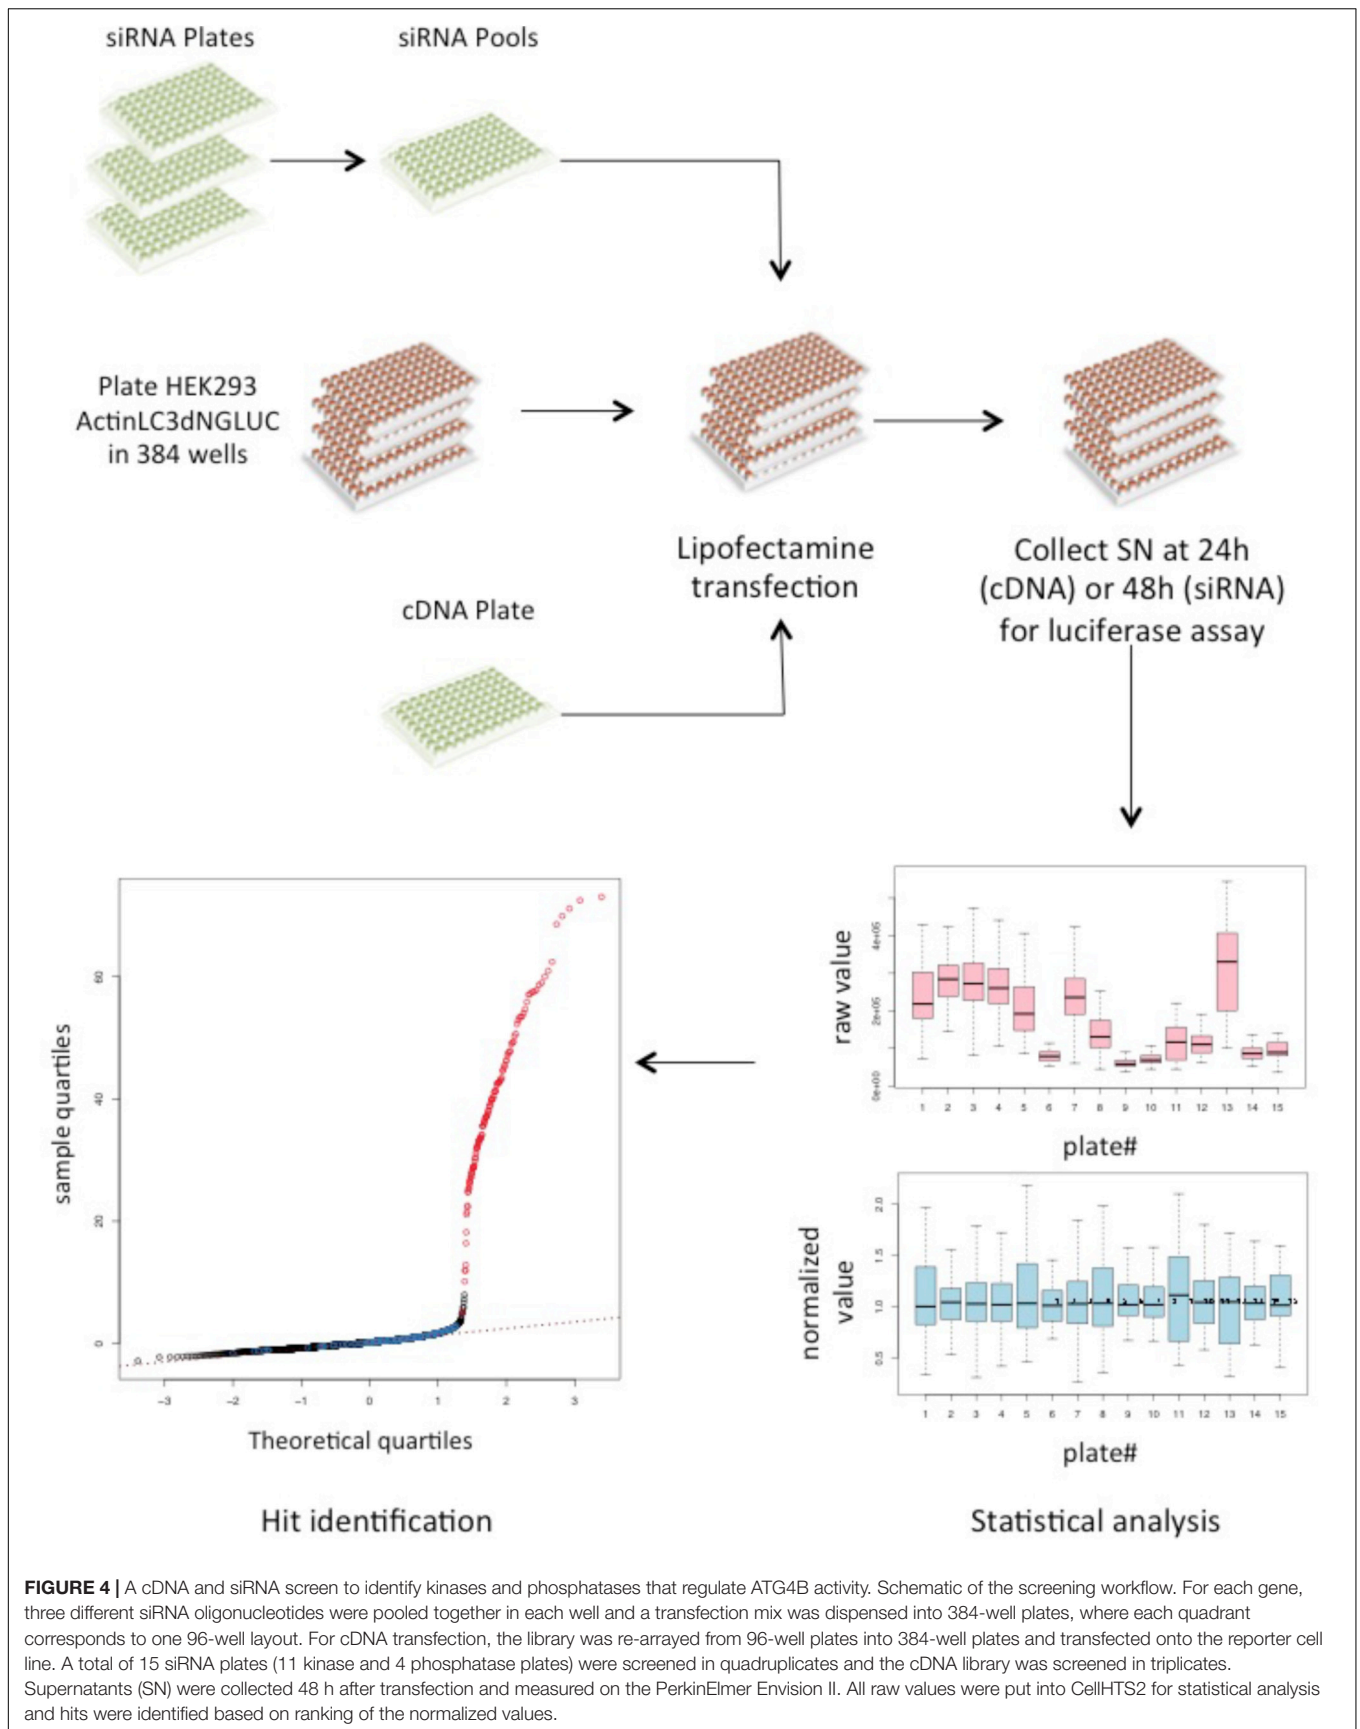 siRNA Plates
siRNA Pools
Plate HEK293
ActinLC3dNGLUC
in 384 wells
Lipofectamine
transfection
Collect SN at 24h
(cDNA) or 48h (siRNA)
for luciferase assay
cDNA Plate
sample quartiles
60
40
20
0
−3
−2
−1
0
1
2
3
Theoretical quartiles
Hit identification
raw value
4e+05
2e+05
0e+00
1 2 3 4 5 6 7 8 9 10 11 12 13 14 15
plate#
normalized
value
2.0
1.5
1.0
0.5
1 2 3 4 5 6 7 8 9 10 11 12 13 14 15
plate#
Statistical analysis
FIGURE 4 | A cDNA and siRNA screen to identify kinases and phosphatases that regulate ATG4B activity. Schematic of the screening workflow. For each gene,
three different siRNA oligonucleotides were pooled together in each well and a transfection mix was dispensed into 384-well plates, where each quadrant
corresponds to one 96-well layout. For cDNA transfection, the library was re-arrayed from 96-well plates into 384-well plates and transfected onto the reporter cell
line. A total of 15 siRNA plates (11 kinase and 4 phosphatase plates) were screened in quadruplicates and the cDNA library was screened in triplicates.
Supernatants (SN) were collected 48 h after transfection and measured on the PerkinElmer Envision II. All raw values were put into CellHTS2 for statistical analysis
and hits were identified based on ranking of the normalized values.